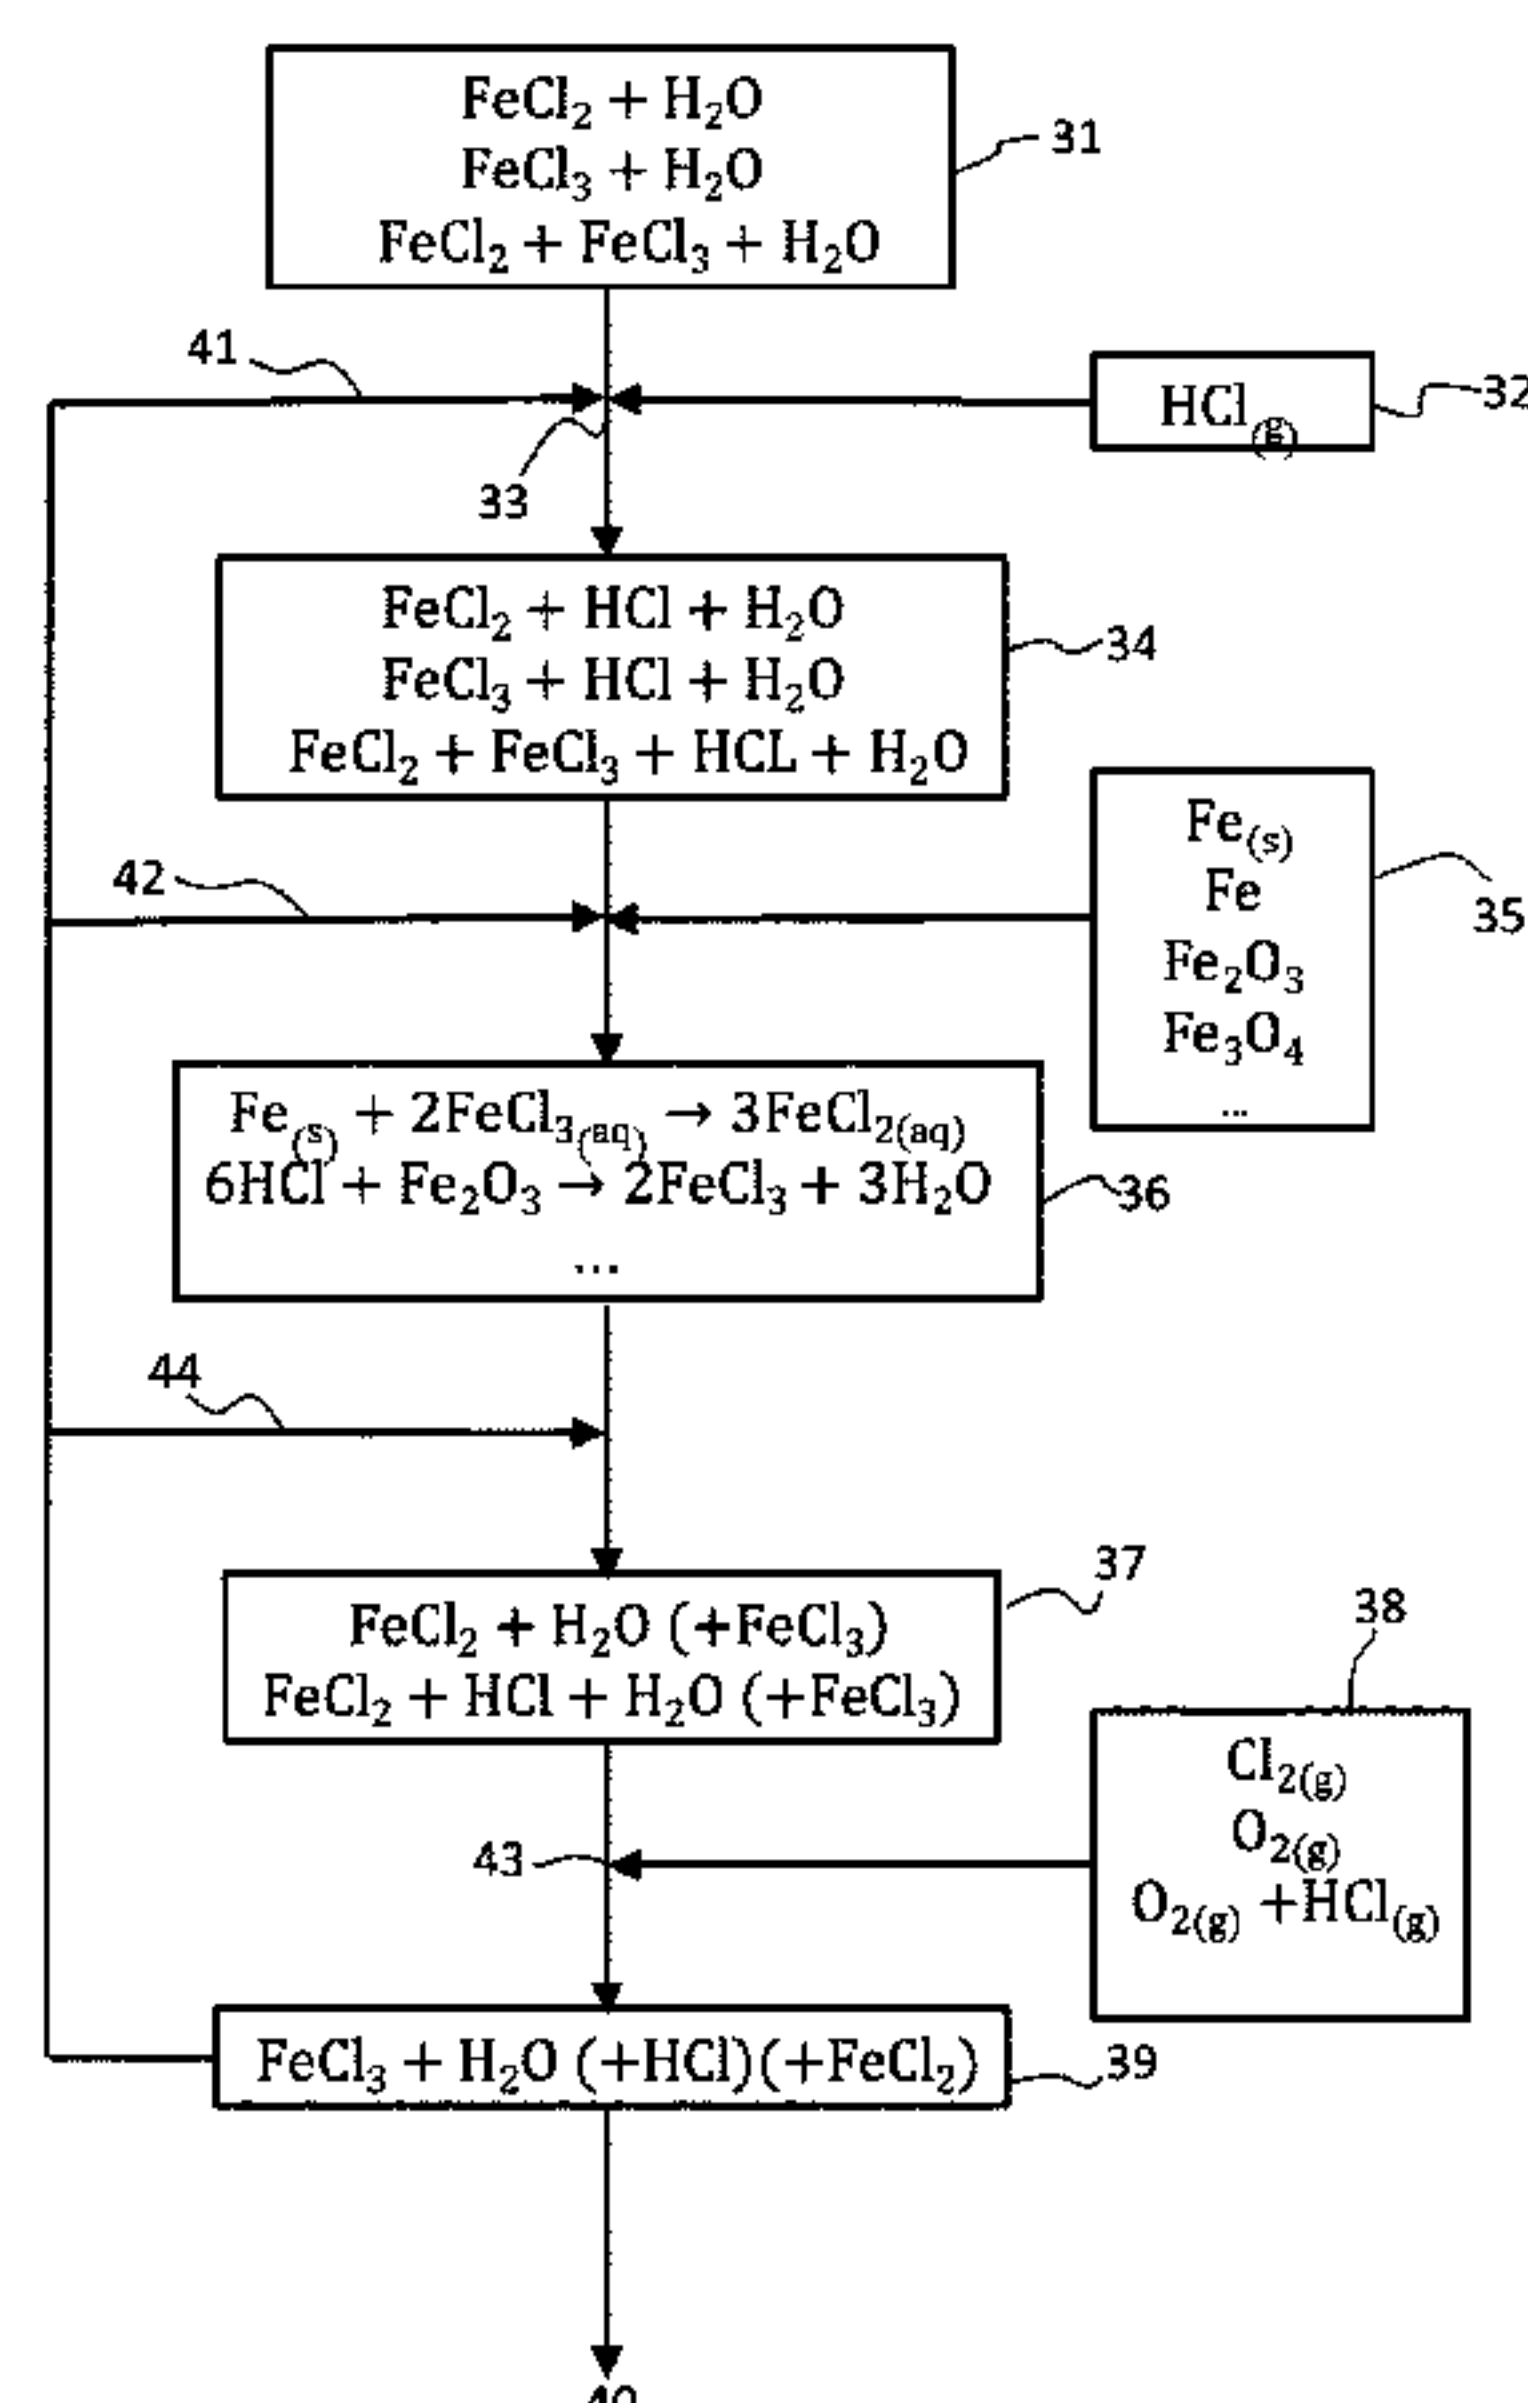 FeCl₂ + H₂O
FeCl₃ + H₂O
FeCl₂ + FeCl₃ + H₂O
31
41
HCl(g)
32
33
FeCl₂ + HCl + H₂O
FeCl₃ + HCl + H₂O
FeCl₂ + FeCl₃ + HCL + H₂O
34
42
Fe(s)
Fe
Fe₂O₃
Fe₃O₄
...
35
Fe(s) + 2FeCl₃(aq) → 3FeCl₂(aq)
6HCl + Fe₂O₃ → 2FeCl₃ + 3H₂O
...
36
44
37
FeCl₂ + H₂O (+FeCl₃)
FeCl₂ + HCl + H₂O (+FeCl₃)
38
Cl₂(g)
O₂(g)
O₂(g) +HCl(g)
43
FeCl₃ + H₂O (+HCl)(+FeCl₂)
39
40